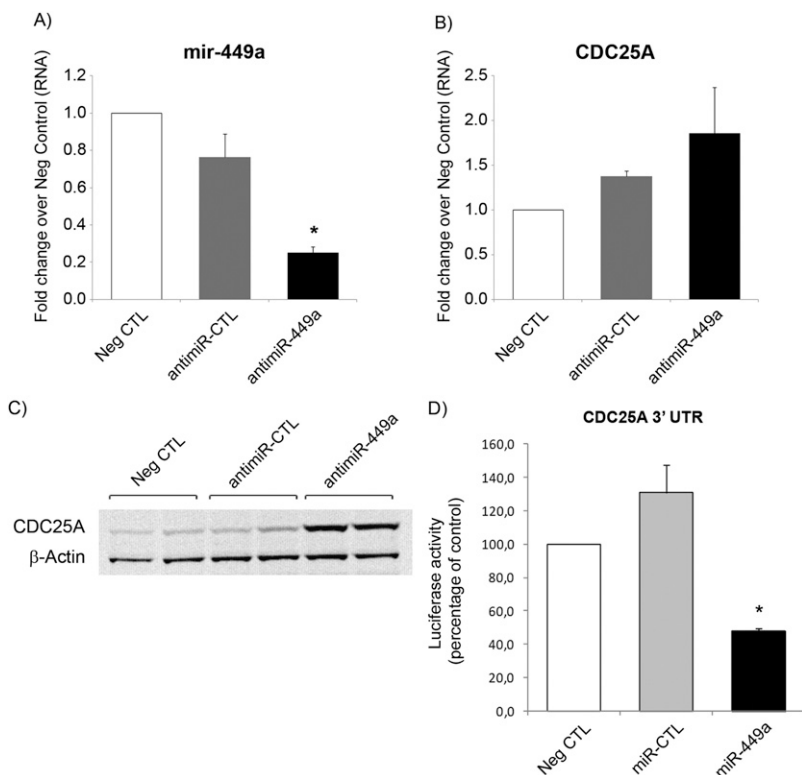 A)
mir-449a
Fold change over Neg Control (RNA)
1.2
1.0
0.8
0.6
0.4
0.2
0.0
*
Neg CTL
antimiR-CTL
antimiR-449a
B)
CDC25A
Fold change over Neg Control (RNA)
2.5
2.0
1.5
1.0
0.5
0.0
Neg CTL
antimiR-CTL
antimiR-449a
C)
Neg CTL
antimiR-CTL
antimiR-449a
CDC25A
β-Actin
D)
CDC25A 3' UTR
Luciferase activity
(percentage of control)
160,0
140,0
120,0
100,0
80,0
60,0
40,0
20,0
0,0
*
Neg CTL
miR-CTL
miR-449a